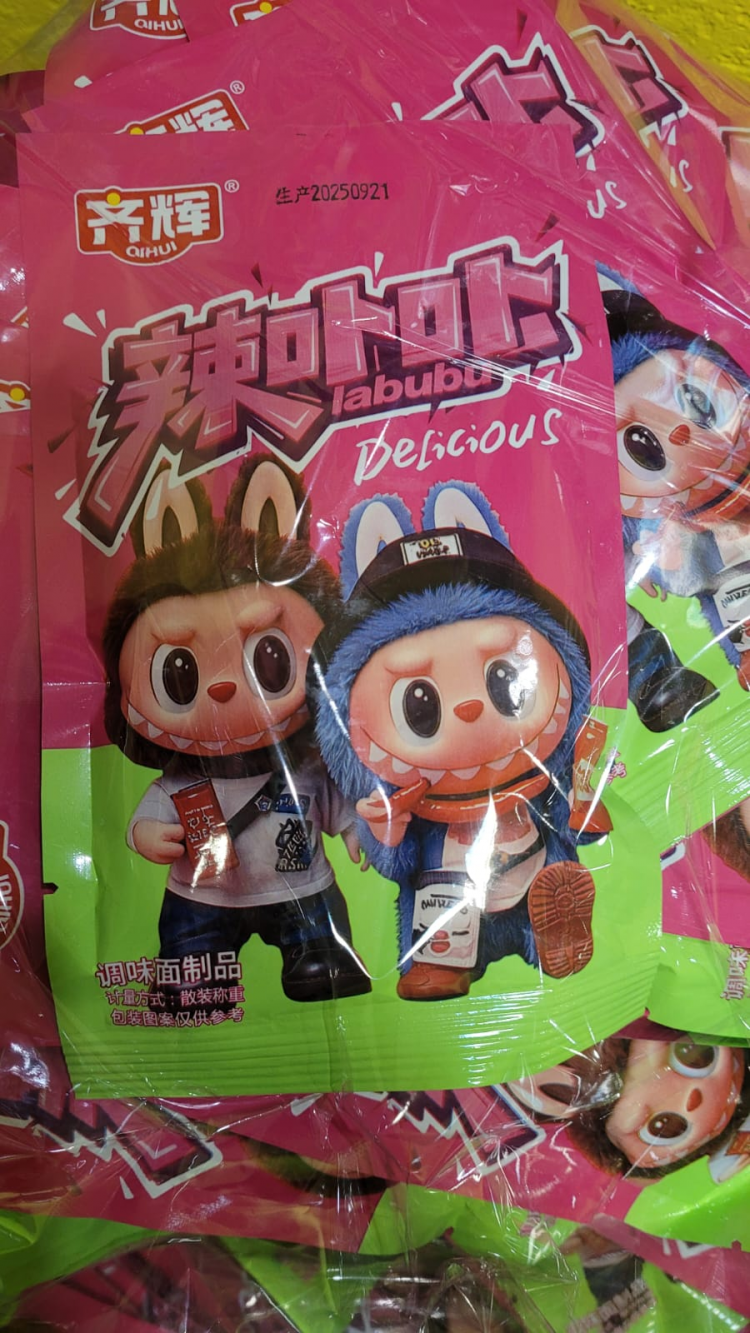 齐辉®
QIHUI
生产20250921
辣卟卟
labubu
Delicious
调味面制品
计量方式：散装称重
包装图案仅供参考